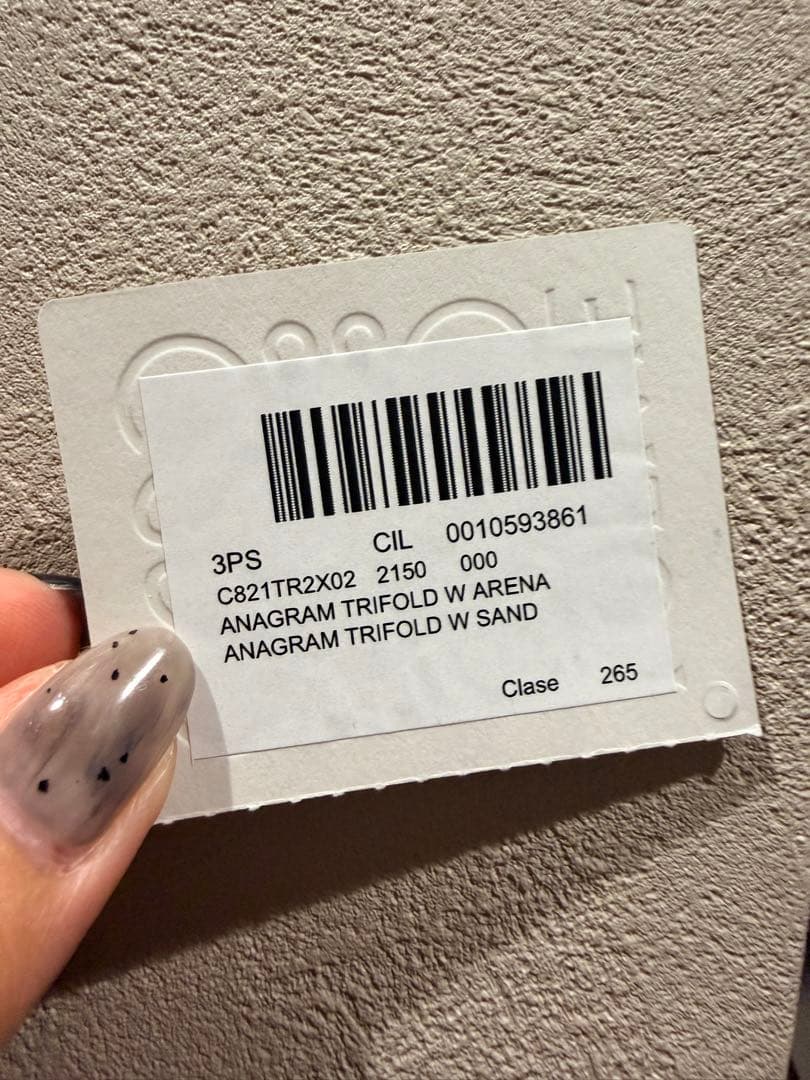 3PS CIL 0010593861
C821TR2X02 2150 000
ANAGRAM TRIFOLD W ARENA
ANAGRAM TRIFOLD W SAND
Clase 265